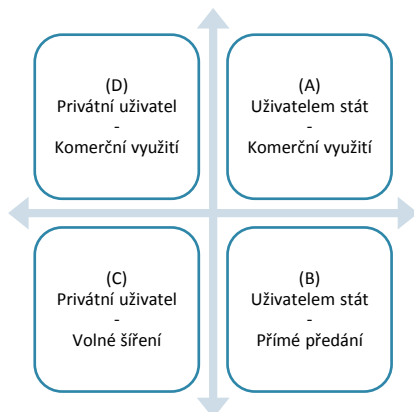 (D)
Privátní uživatel
-
Komerční využití
(A)
Uživatelem stát
-
Komerční využití
(C)
Privátní uživatel
-
Volné šíření
(B)
Uživatelem stát
-
Přímé předání